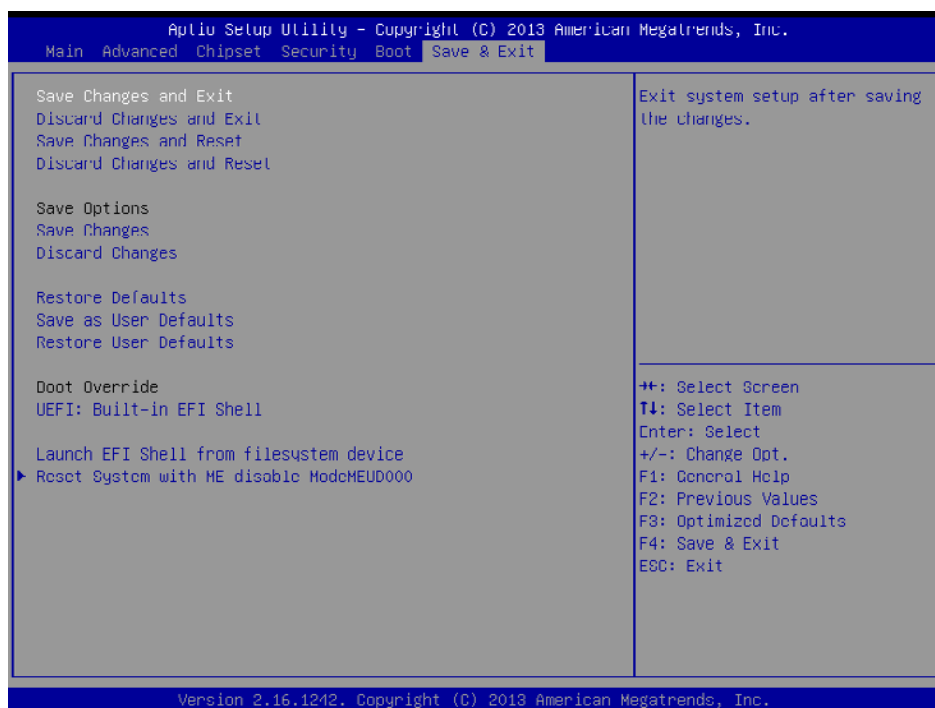 Aptio Setup Utility – Copyright (C) 2013 American Megatrends, Inc.
Main Advanced Chipset Security Boot Save & Exit
Save Changes and Exit
Discard Changes and Exit
Save Changes and Reset
Discard Changes and Reset
Save Options
Save Changes
Discard Changes
Restore Defaults
Save as User Defaults
Restore User Defaults
Boot Override
UEFI: Built-in EFI Shell
Launch EFI Shell from filesystem device
Reset System with ME disable ModeMEUD000
Exit system setup after saving
the changes.
→←: Select Screen
↑↓: Select Item
Enter: Select
+/-: Change Opt.
F1: General Help
F2: Previous Values
F3: Optimized Defaults
F4: Save & Exit
ESC: Exit
Version 2.16.1242. Copyright (C) 2013 American Megatrends, Inc.